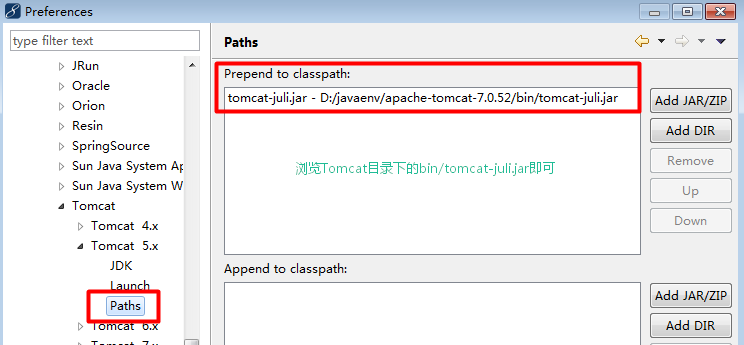 Preferences
type filter text
JRun
Oracle
Orion
Resin
SpringSource
Sun Java System Ap
Sun Java System W
Tomcat
Tomcat 4.x
Tomcat 5.x
JDK
Launch
Paths
Tomcat 6.x
Tomcat 7.x
Paths
Prepend to classpath:
tomcat-juli.jar - D:/javaenv/apache-tomcat-7.0.52/bin/tomcat-juli.jar
浏览Tomcat目录下的bin/tomcat-juli.jar即可
Add JAR/ZIP
Add DIR
Remove
Up
Down
Append to classpath:
Add JAR/ZIP
Add DIR